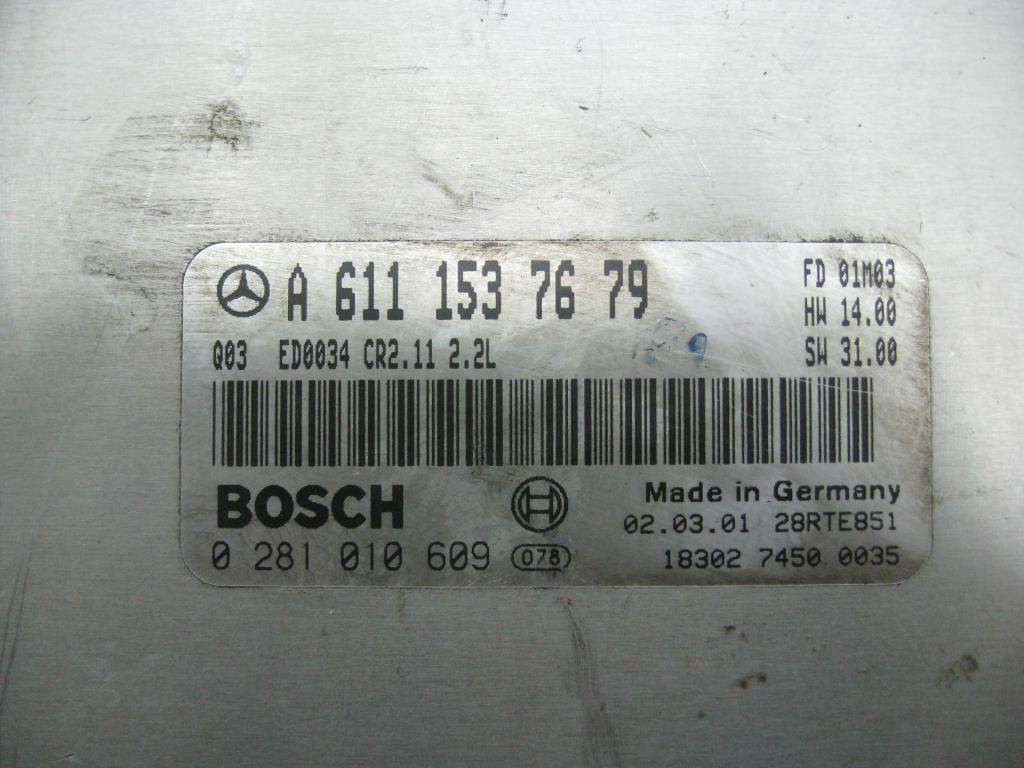 A 611 153 76 79
FD 01M03
HW 14.00
Q03 ED0034 CR2.11 2.2L
SW 31.00
BOSCH
Made in Germany
02.03.01 28RTE851
0 281 010 609 078
18302 7450 0035